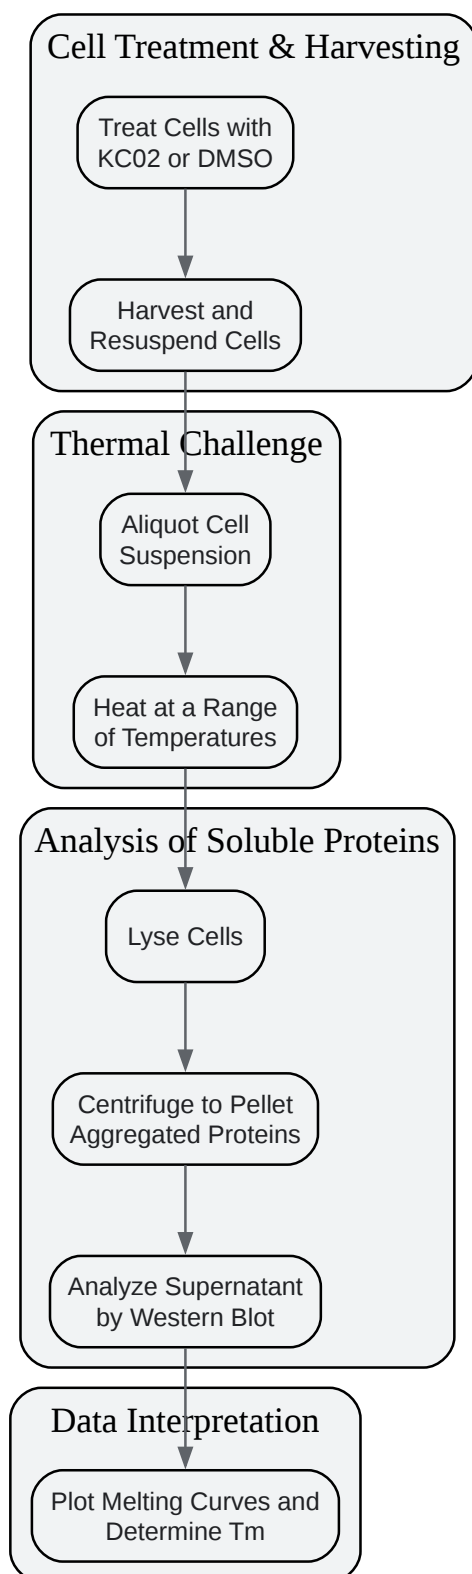 Cell Treatment & Harvesting
Treat Cells with
KC02 or DMSO
Harvest and
Resuspend Cells
Thermal Challenge
Aliquot Cell
Suspension
Heat at a Range
of Temperatures
Analysis of Soluble Proteins
Lyse Cells
Centrifuge to Pellet
Aggregated Proteins
Analyze Supernatant
by Western Blot
Data Interpretation
Plot Melting Curves and
Determine Tm